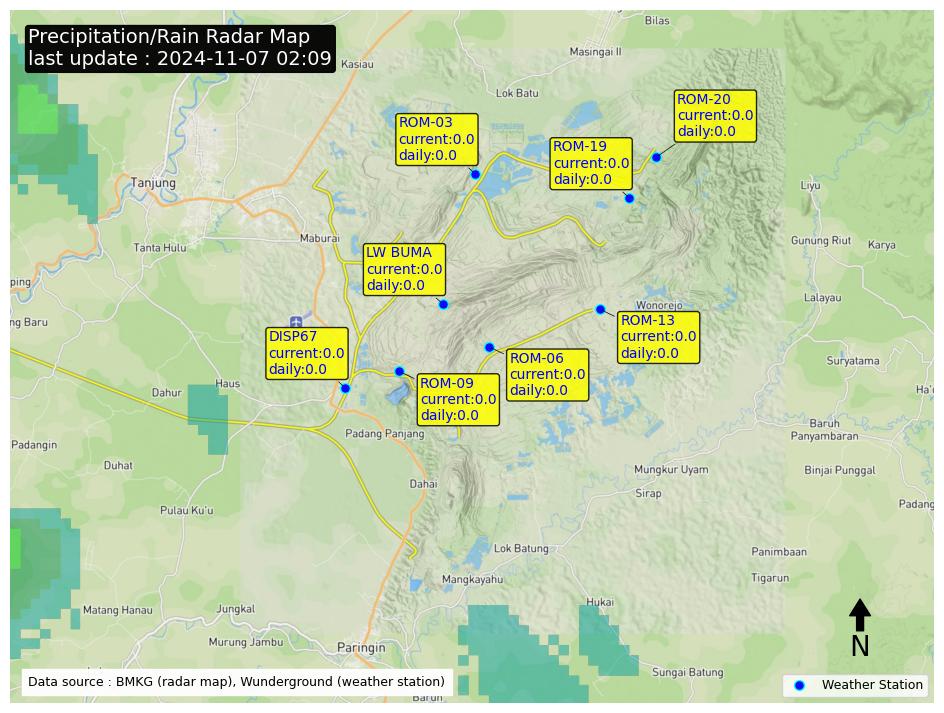 Bilas
Precipitation/Rain Radar Map
last update : 2024-11-07 02:09
Masingai II
Kasiau
Lok Batu
ROM-20
current:0.0
daily:0.0
ROM-03
current:0.0
daily:0.0
ROM-19
current:0.0
daily:0.0
Tanjung
Liyu
Maburai
Tanta Hulu
Gunung Riut
Karya
LW BUMA
current:0.0
daily:0.0
ping
Lalayau
Wonorejo
ng Baru
ROM-13
current:0.0
daily:0.0
DISP67
current:0.0
daily:0.0
ROM-06
current:0.0
daily:0.0
Suryatama
ROM-09
current:0.0
daily:0.0
Haus
Dahur
Ha
Baruh
Panyambaran
Padang Panjang
Padangin
Duhat
Mungkur Uyam
Binjai Punggal
Dahai
Sirap
Padang
Pulau Ku'u
Lok Batung
Panimbaan
Mangkayahu
Tigarun
Hukai
Matang Hanau
Jungkal
Murung Jambu
Paringin
N
Sungai Batung
Data source : BMKG (radar map), Wunderground (weather station)
Weather Station
Barun